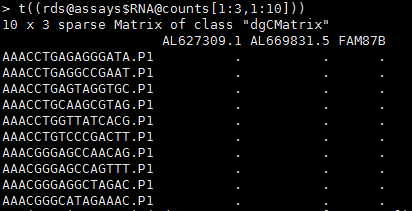 > t((rds@assays$RNA@counts[1:3,1:10]))
10 x 3 sparse Matrix of class "dgCMatrix"
AL627309.1 AL669831.5 FAM87B
AAACCTGAGAGGGATA.P1 . . .
AAACCTGAGGCGAATA.P1 . . .
AAACCTGAGTAGGTGC.P1 . . .
AAACCTGCAAGCGTAG.P1 . . .
AAACCTGGTTATCACG.P1 . . .
AAACCTGTCCCGACTT.P1 . . .
AAACGGGAGCCAACAG.P1 . . .
AAACGGGAGCCAGTTT.P1 . . .
AAACGGGAGGCTAGAC.P1 . . .
AAACGGGCATAGAAAC.P1 . . .